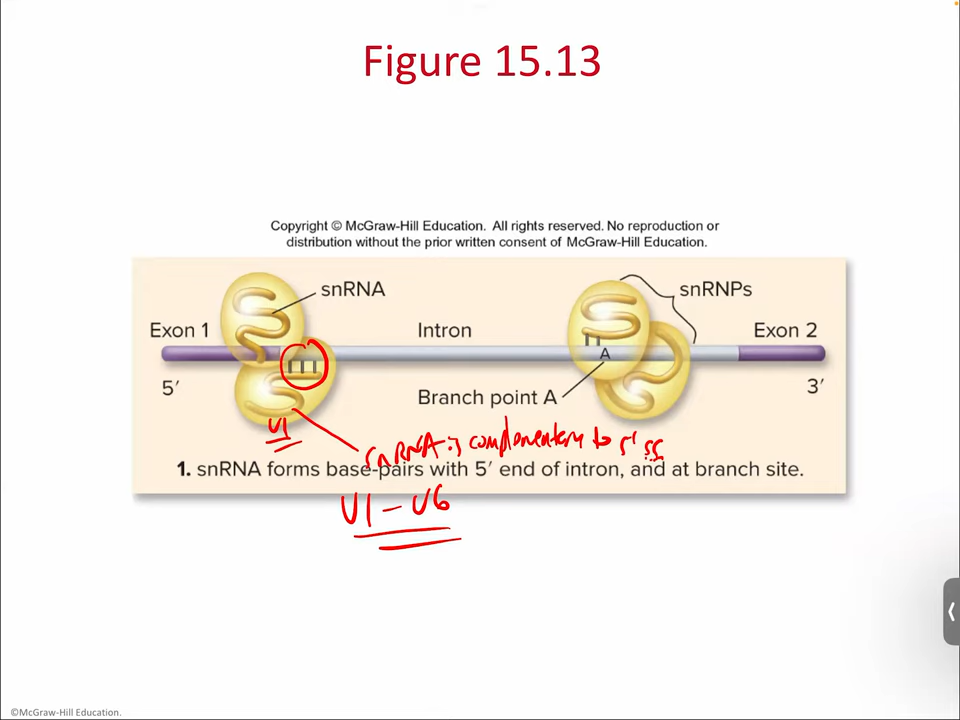 Figure 15.13
Copyright © McGraw-Hill Education. All rights reserved. No reproduction or
distribution without the prior written consent of McGraw-Hill Education.
snRNA
snRNPs
Exon 1
Intron
Exon 2
A
5′
3′
Branch point A
U1
snRNA is complementary to 5' ss
1. snRNA forms base-pairs with 5′ end of intron, and at branch site.
U1 - U6
©McGraw-Hill Education.